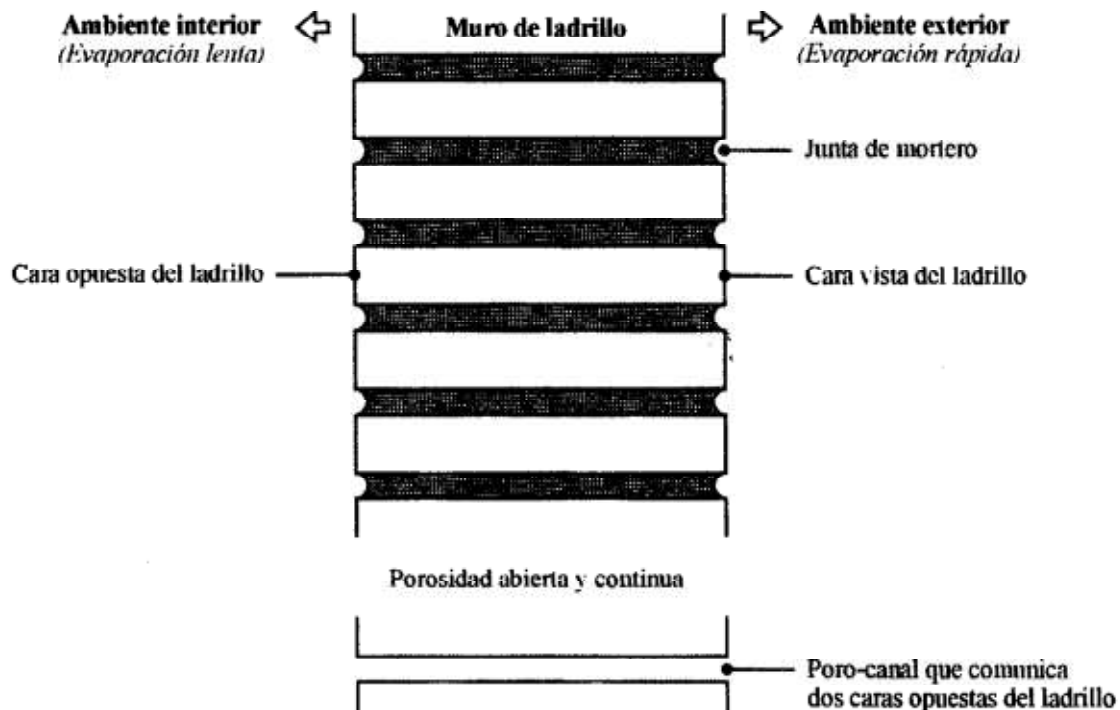 Ambiente interior
(Evaporación lenta)
Muro de ladrillo
Ambiente exterior
(Evaporación rápida)
Junta de mortero
Cara opuesta del ladrillo
Cara vista del ladrillo
Porosidad abierta y continua
Poro-canal que comunica
dos caras opuestas del ladrillo